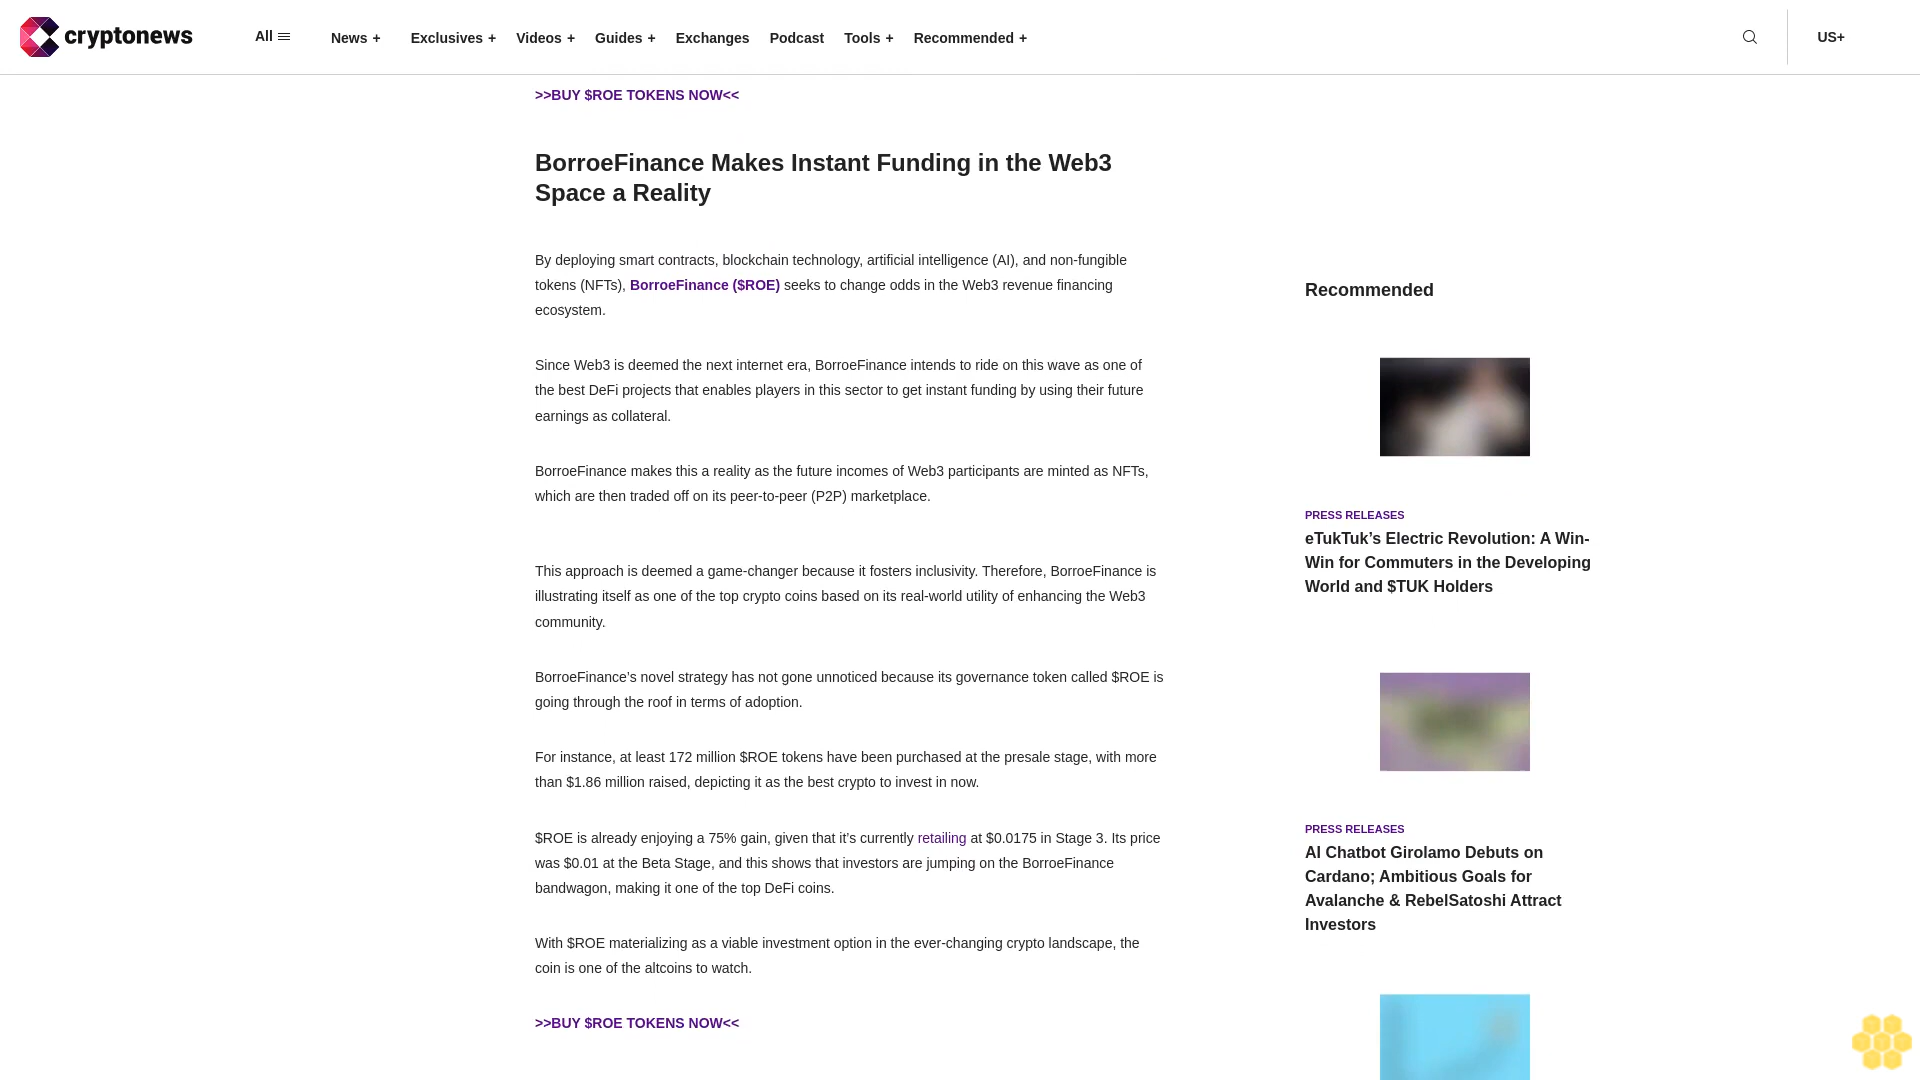 cryptonews
All
News +
Exclusives +
Videos +
Guides +
Exchanges
Podcast
Tools +
Recommended +
US+
>>BUY $ROE TOKENS NOW<<
BorroeFinance Makes Instant Funding in the Web3
Space a Reality
By deploying smart contracts, blockchain technology, artificial intelligence (AI), and non-fungible
tokens (NFTs), BorroeFinance ($ROE) seeks to change odds in the Web3 revenue financing
ecosystem.
Since Web3 is deemed the next internet era, BorroeFinance intends to ride on this wave as one of
the best DeFi projects that enables players in this sector to get instant funding by using their future
earnings as collateral.
BorroeFinance makes this a reality as the future incomes of Web3 participants are minted as NFTs,
which are then traded off on its peer-to-peer (P2P) marketplace.
This approach is deemed a game-changer because it fosters inclusivity. Therefore, BorroeFinance is
illustrating itself as one of the top crypto coins based on its real-world utility of enhancing the Web3
community.
BorroeFinance’s novel strategy has not gone unnoticed because its governance token called $ROE is
going through the roof in terms of adoption.
For instance, at least 172 million $ROE tokens have been purchased at the presale stage, with more
than $1.86 million raised, depicting it as the best crypto to invest in now.
$ROE is already enjoying a 75% gain, given that it’s currently retailing at $0.0175 in Stage 3. Its price
was $0.01 at the Beta Stage, and this shows that investors are jumping on the BorroeFinance
bandwagon, making it one of the top DeFi coins.
With $ROE materializing as a viable investment option in the ever-changing crypto landscape, the
coin is one of the altcoins to watch.
>>BUY $ROE TOKENS NOW<<
Recommended
PRESS RELEASES
eTukTuk’s Electric Revolution: A Win-
Win for Commuters in the Developing
World and $TUK Holders
PRESS RELEASES
AI Chatbot Girolamo Debuts on
Cardano; Ambitious Goals for
Avalanche & RebelSatoshi Attract
Investors